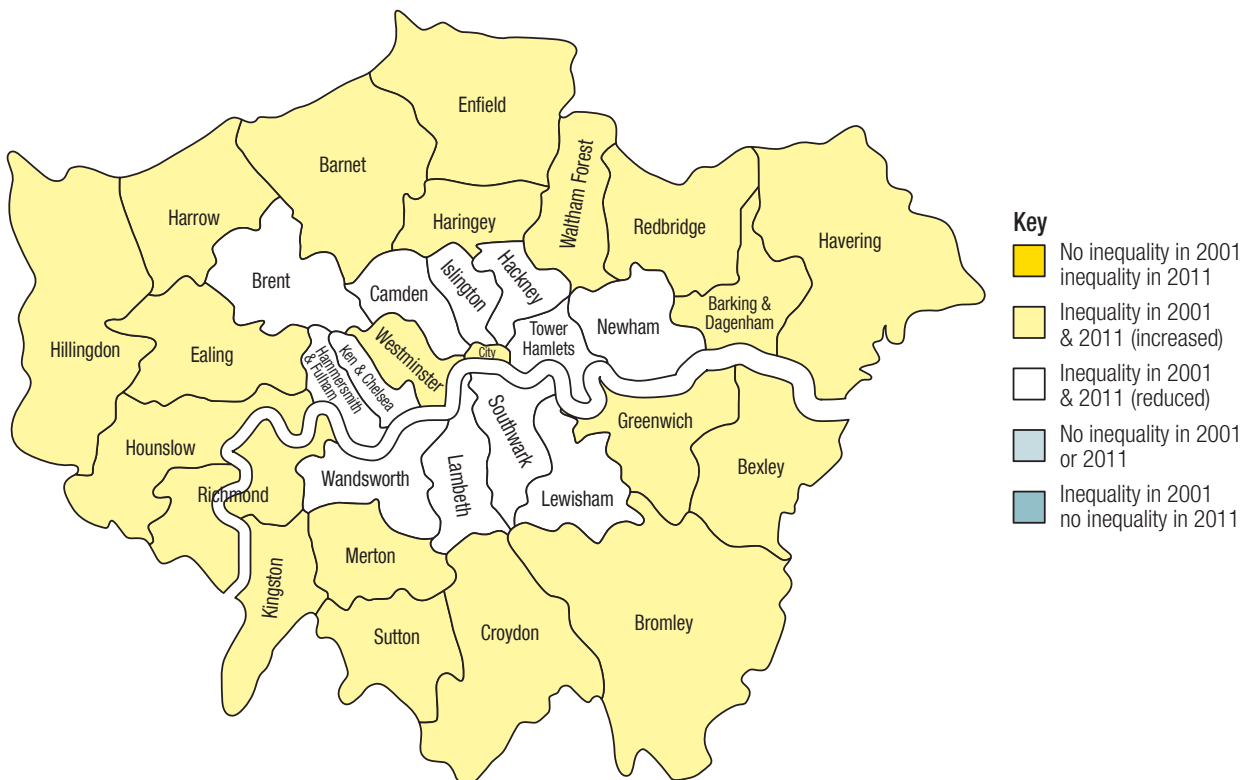 Enfield
Barnet
Waltham Forest
Harrow
Haringey
Redbridge
Havering
Brent
Camden
Islington
Hackney
Newham
Barking &
Dagenham
Hillingdon
Ealing
Hammersmith
& Fulham
Ken & Chelsea
Westminster
City
Tower
Hamlets
Hounslow
Richmond
Wandsworth
Lambeth
Southwark
Lewisham
Greenwich
Bexley
Kingston
Merton
Sutton
Croydon
Bromley
Key
No inequality in 2001
inequality in 2011
Inequality in 2001
& 2011 (increased)
Inequality in 2001
& 2011 (reduced)
No inequality in 2001
or 2011
Inequality in 2001
no inequality in 2011